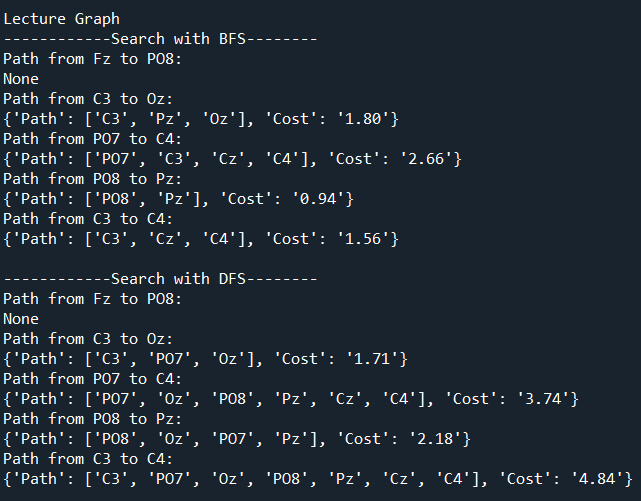 Lecture Graph
------------Search with BFS--------
Path from Fz to PO8:
None
Path from C3 to Oz:
{'Path': ['C3', 'Pz', 'Oz'], 'Cost': '1.80'}
Path from PO7 to C4:
{'Path': ['PO7', 'C3', 'Cz', 'C4'], 'Cost': '2.66'}
Path from PO8 to Pz:
{'Path': ['PO8', 'Pz'], 'Cost': '0.94'}
Path from C3 to C4:
{'Path': ['C3', 'Cz', 'C4'], 'Cost': '1.56'}
------------Search with DFS--------
Path from Fz to PO8:
None
Path from C3 to Oz:
{'Path': ['C3', 'PO7', 'Oz'], 'Cost': '1.71'}
Path from PO7 to C4:
{'Path': ['PO7', 'Oz', 'PO8', 'Pz', 'Cz', 'C4'], 'Cost': '3.74'}
Path from PO8 to Pz:
{'Path': ['PO8', 'Oz', 'PO7', 'Pz'], 'Cost': '2.18'}
Path from C3 to C4:
{'Path': ['C3', 'PO7', 'Oz', 'PO8', 'Pz', 'Cz', 'C4'], 'Cost': '4.84'}